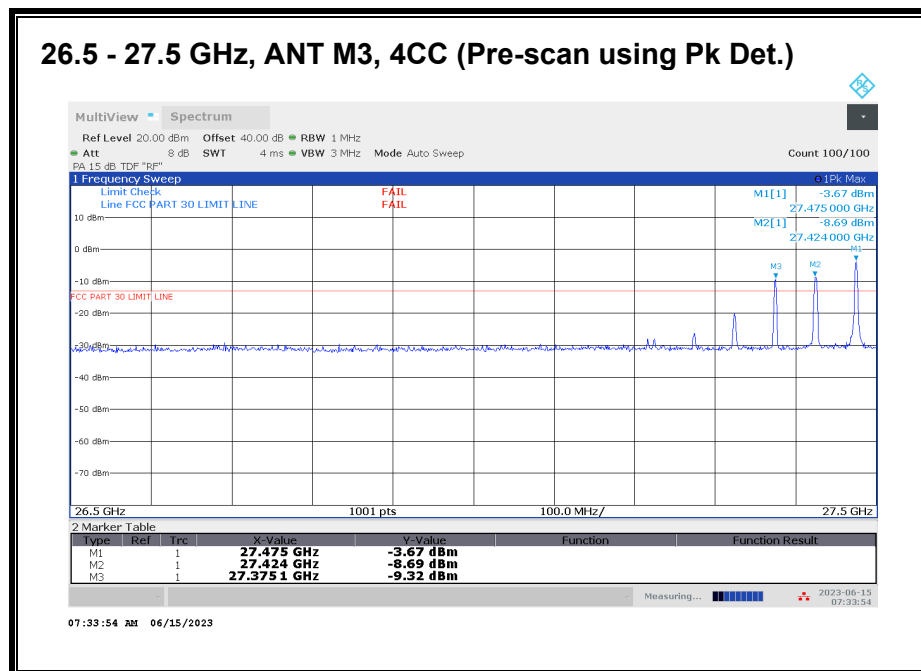 26.5 - 27.5 GHz, ANT M3, 4CC (Pre-scan using Pk Det.)
R S
MultiView Spectrum
Ref Level 20.00 dBm Offset 40.00 dB RBW 1 MHz
Att 8 dB SWT 4 ms VBW 3 MHz Mode Auto Sweep Count 100/100
PA 15 dB TDF "RF"
1 Frequency Sweep 1Pk Max
Limit Check FAIL M1[1] -3.67 dBm
Line FCC PART 30 LIMIT LINE FAIL 27.475 000 GHz
10 dBm M2[1] -8.69 dBm
27.424 000 GHz
0 dBm M1
M3 M2
-10 dBm
FCC PART 30 LIMIT LINE
-20 dBm
-30 dBm
-40 dBm
-50 dBm
-60 dBm
-70 dBm
26.5 GHz 1001 pts 100.0 MHz/ 27.5 GHz
2 Marker Table
Type Ref Trc X-Value Y-Value Function Function Result
M1 1 27.475 GHz -3.67 dBm
M2 1 27.424 GHz -8.69 dBm
M3 1 27.3751 GHz -9.32 dBm
Measuring... 2023-06-15
07:33:54
07:33:54 AM 06/15/2023